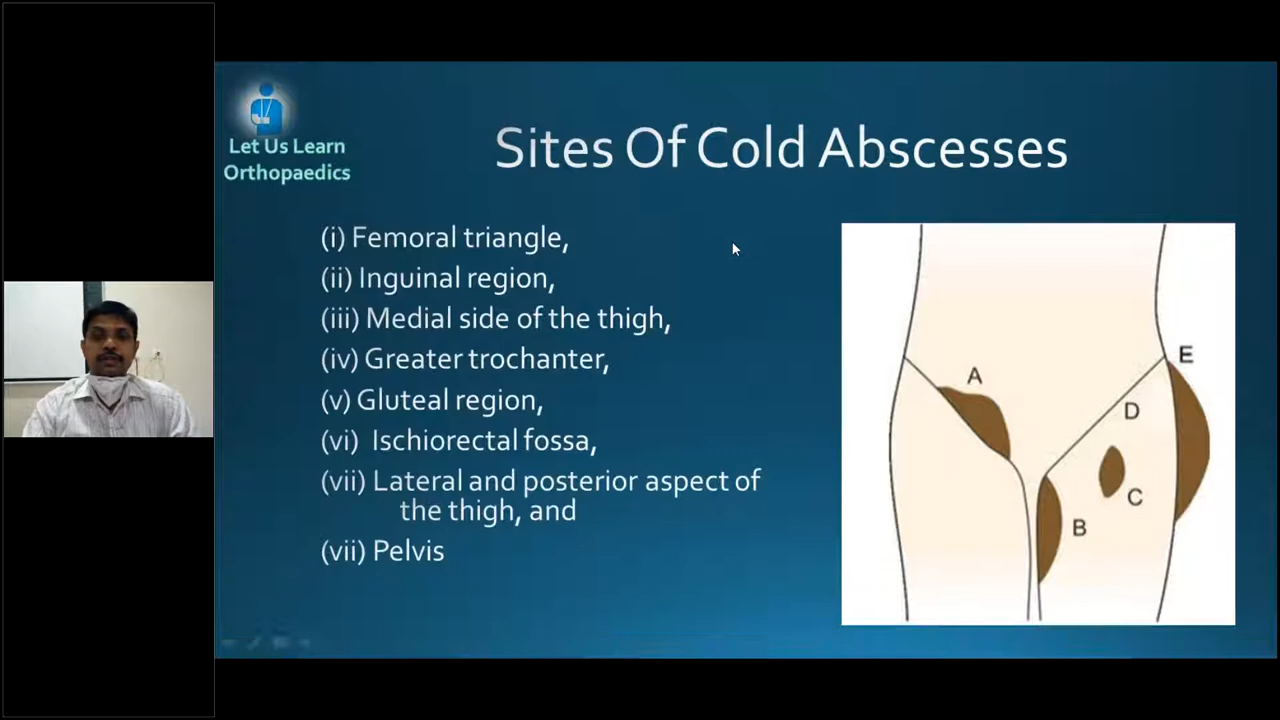 Let Us Learn
Orthopaedics
Sites Of Cold Abscesses
(i) Femoral triangle,
(ii) Inguinal region,
(iii) Medial side of the thigh,
(iv) Greater trochanter,
(v) Gluteal region,
(vi) Ischiorectal fossa,
(vii) Lateral and posterior aspect of
the thigh, and
(vii) Pelvis
E
A
D
C
B